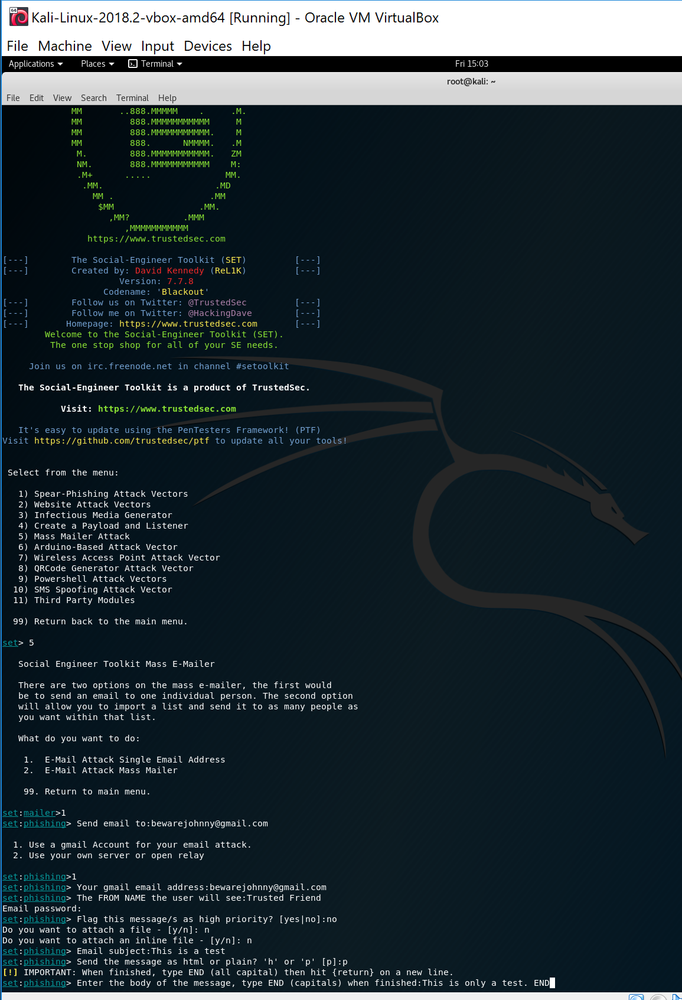 64
Kali-Linux-2018.2-vbox-amd64 [Running] - Oracle VM VirtualBox
File Machine View Input Devices Help
Applications Places Terminal Fri 15:03
root@kali: ~
File Edit View Search Terminal Help
MM ..888.MMMMM . .M.
MM 888.MMMMMMMMMMM M
MM 888.MMMMMMMMMMM. M
MM 888. NMMMM. .M
M. 888.MMMMMMMMMMM. ZM
NM. 888.MMMMMMMMMMM M:
.M+ ..... MM.
.MM. .MD
MM . .MM
$MM .MM.
,MM? .MMM
,MMMMMMMMMMM
https://www.trustedsec.com
[---] The Social-Engineer Toolkit (SET) [---]
[---] Created by: David Kennedy (ReL1K) [---]
Version: 7.7.8
Codename: 'Blackout'
[---] Follow us on Twitter: @TrustedSec [---]
[---] Follow me on Twitter: @HackingDave [---]
[---] Homepage: https://www.trustedsec.com [---]
Welcome to the Social-Engineer Toolkit (SET).
The one stop shop for all of your SE needs.
Join us on irc.freenode.net in channel #setoolkit
The Social-Engineer Toolkit is a product of TrustedSec.
Visit: https://www.trustedsec.com
It's easy to update using the PenTesters Framework! (PTF)
Visit https://github.com/trustedsec/ptf to update all your tools!
Select from the menu:
1) Spear-Phishing Attack Vectors
2) Website Attack Vectors
3) Infectious Media Generator
4) Create a Payload and Listener
5) Mass Mailer Attack
6) Arduino-Based Attack Vector
7) Wireless Access Point Attack Vector
8) QRCode Generator Attack Vector
9) Powershell Attack Vectors
10) SMS Spoofing Attack Vector
11) Third Party Modules
99) Return back to the main menu.
set> 5
Social Engineer Toolkit Mass E-Mailer
There are two options on the mass e-mailer, the first would
be to send an email to one individual person. The second option
will allow you to import a list and send it to as many people as
you want within that list.
What do you want to do:
1. E-Mail Attack Single Email Address
2. E-Mail Attack Mass Mailer
99. Return to main menu.
set:mailer>1
set:phishing> Send email to:bewarejohnny@gmail.com
1. Use a gmail Account for your email attack.
2. Use your own server or open relay
set:phishing>1
set:phishing> Your gmail email address:bewarejohnny@gmail.com
set:phishing> The FROM NAME the user will see:Trusted Friend
Email password:
set:phishing> Flag this message/s as high priority? [yes|no]:no
Do you want to attach a file - [y/n]: n
Do you want to attach an inline file - [y/n]: n
set:phishing> Email subject:This is a test
set:phishing> Send the message as html or plain? 'h' or 'p' [p]:p
[!] IMPORTANT: When finished, type END (all capital) then hit {return} on a new line.
set:phishing> Enter the body of the message, type END (capitals) when finished:This is only a test. END